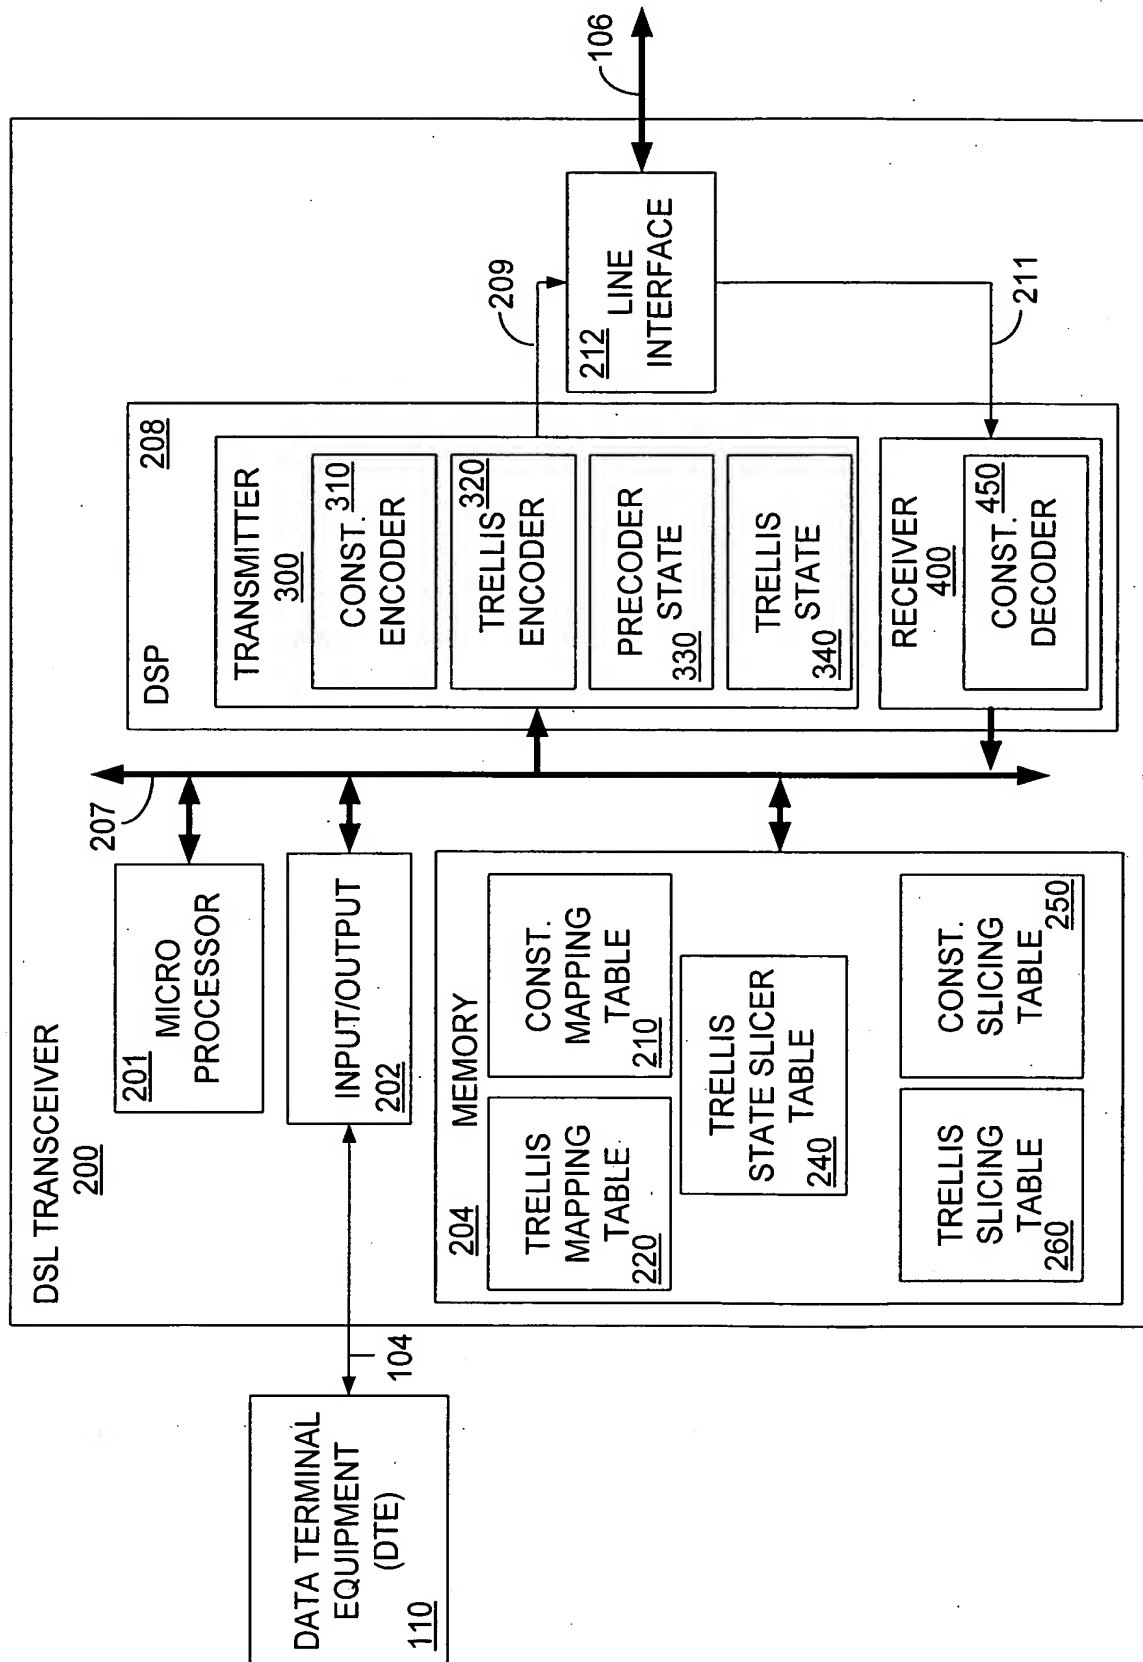 DSL TRANSCEIVER
200
DATA TERMINAL
EQUIPMENT
(DTE)
110
104
201
MICRO
PROCESSOR
INPUT/OUTPUT
202
207
204
MEMORY
TRELLIS
MAPPING
TABLE
220
CONST.
MAPPING
TABLE
210
TRELLIS
STATE SLICER
TABLE
240
TRELLIS
SLICING
TABLE
260
CONST.
SLICING
TABLE
250
DSP
208
TRANSMITTER
300
CONST.
310
ENCODER
TRELLIS
320
ENCODER
PRECODER
STATE
330
TRELLIS
STATE
340
RECEIVER
400
CONST.
450
DECODER
209
212
LINE
INTERFACE
211
106